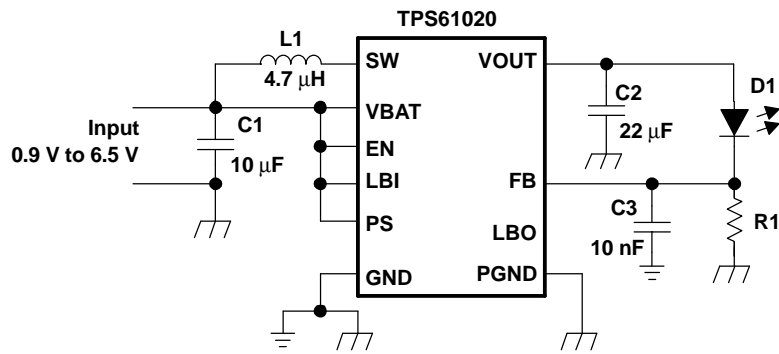 TPS61020
L1
4.7 μH
SW
VOUT
D1
VBAT
C2
22 μF
Input
0.9 V to 6.5 V
C1
10 μF
EN
LBI
FB
PS
C3
10 nF
R1
LBO
GND
PGND